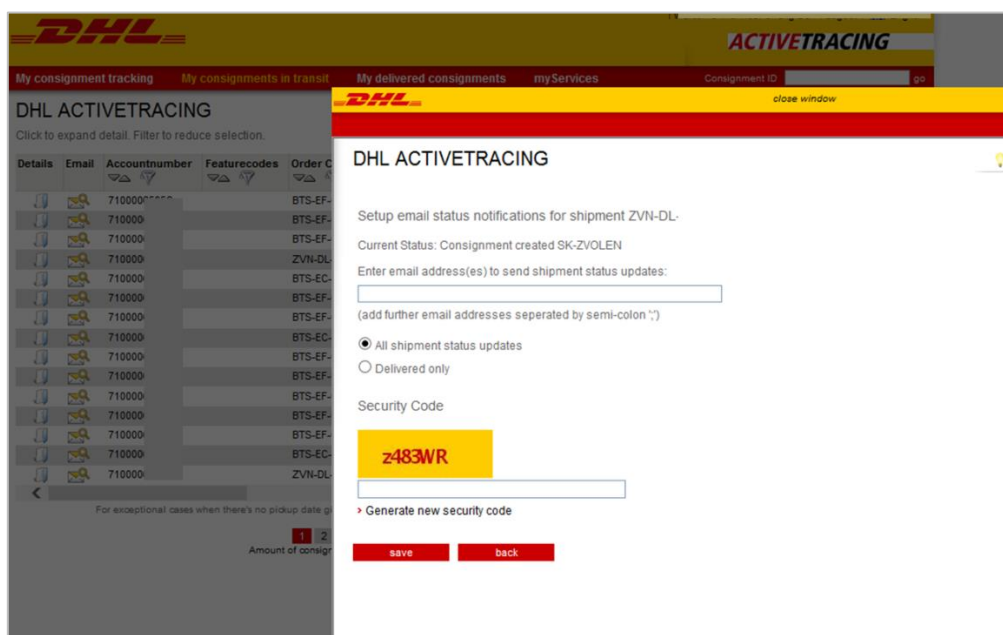 DHL
ACTIVETRACING
My consignment tracking My consignments in transit My delivered consignments myServices Consignment ID go
DHL ACTIVETRACING
Click to expand detail. Filter to reduce selection.
Details Email Accountnumber Featurecodes Order C
BTS-EF-
710000 BTS-EF-
710000 BTS-EF-
710000 ZVN-DL-
710000 BTS-EC-
710000 BTS-EF-
710000 BTS-EF-
710000 BTS-EC-
710000 BTS-EF-
710000 BTS-EF-
710000 BTS-EF-
710000 BTS-EF-
710000 BTS-EF-
710000 BTS-EC-
710000 ZVN-DL-
For exceptional cases when there's no pickup date gi
1 2
Amount of consign
DHL
close window
DHL ACTIVETRACING
Setup email status notifications for shipment ZVN-DL-
Current Status: Consignment created SK-ZVOLEN
Enter email address(es) to send shipment status updates:
(add further email addresses seperated by semi-colon ';')
All shipment status updates
Delivered only
Security Code
z483WR
Generate new security code
save back